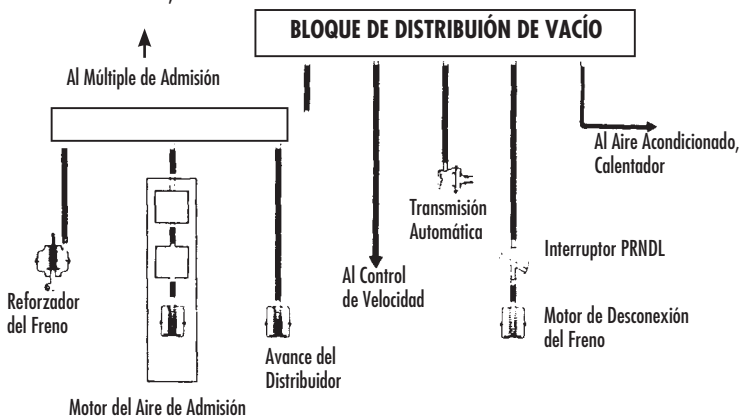 BLOQUE DE DISTRIBUIÓN DE VACÍO
Al Múltiple de Admisión
Al Aire Acondicionado,
Calentador
Transmisión
Automática
Interruptor PRNDL
Al Control
de Velocidad
Reforzador
del Freno
Motor de Desconexión
del Freno
Avance del
Distribuidor
Motor del Aire de Admisión